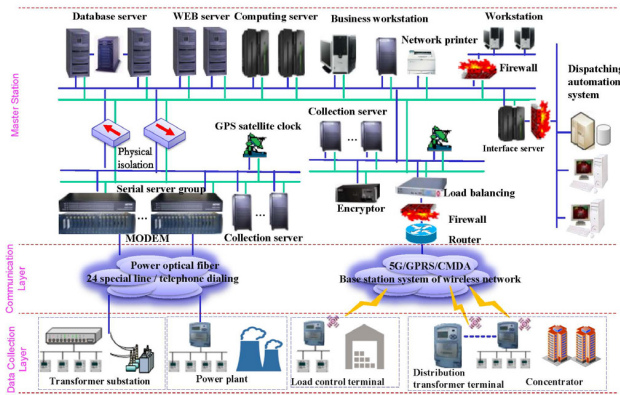 Database server
WEB server
Computing server
Business workstation
Workstation
Network printer
Firewall
Dispatching
automation
system
Master Station
Collection server
GPS satellite clock
Physical
isolation
Interface server
Serial server group
Load balancing
Encryptor
Firewall
MODEM
Collection server
Router
Communication
Layer
Power optical fiber
24 special line / telephone dialing
5G/GPRS/CMDA
Base station system of wireless network
Data Collection
Layer
Transformer substation
Power plant
Load control terminal
Distribution
transformer terminal
Concentrator